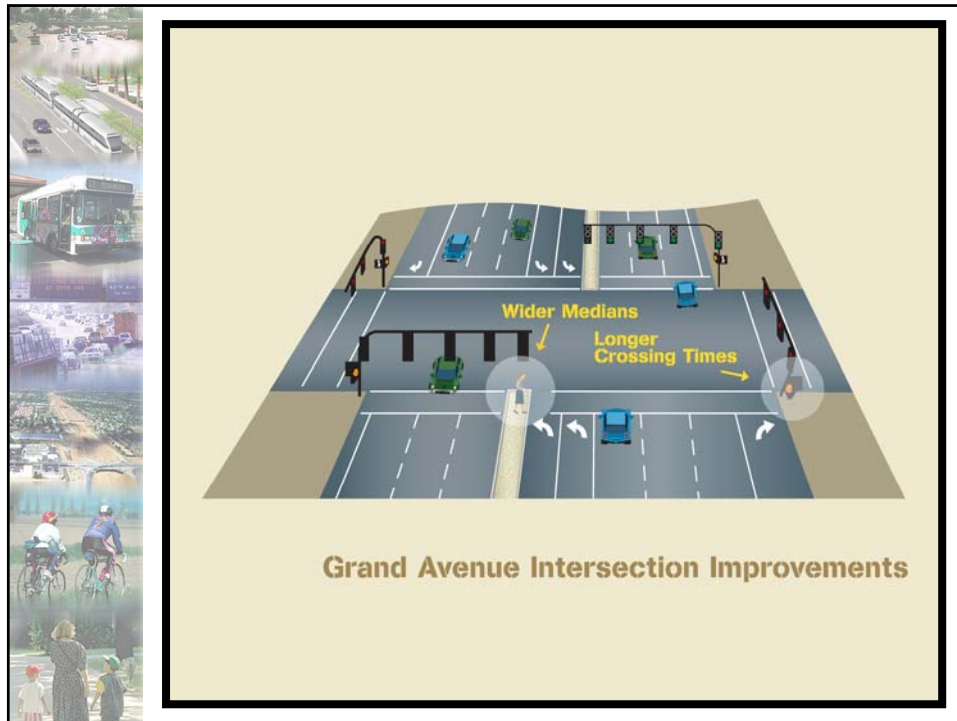 Wider Medians
Longer
Crossing Times
Grand Avenue Intersection Improvements